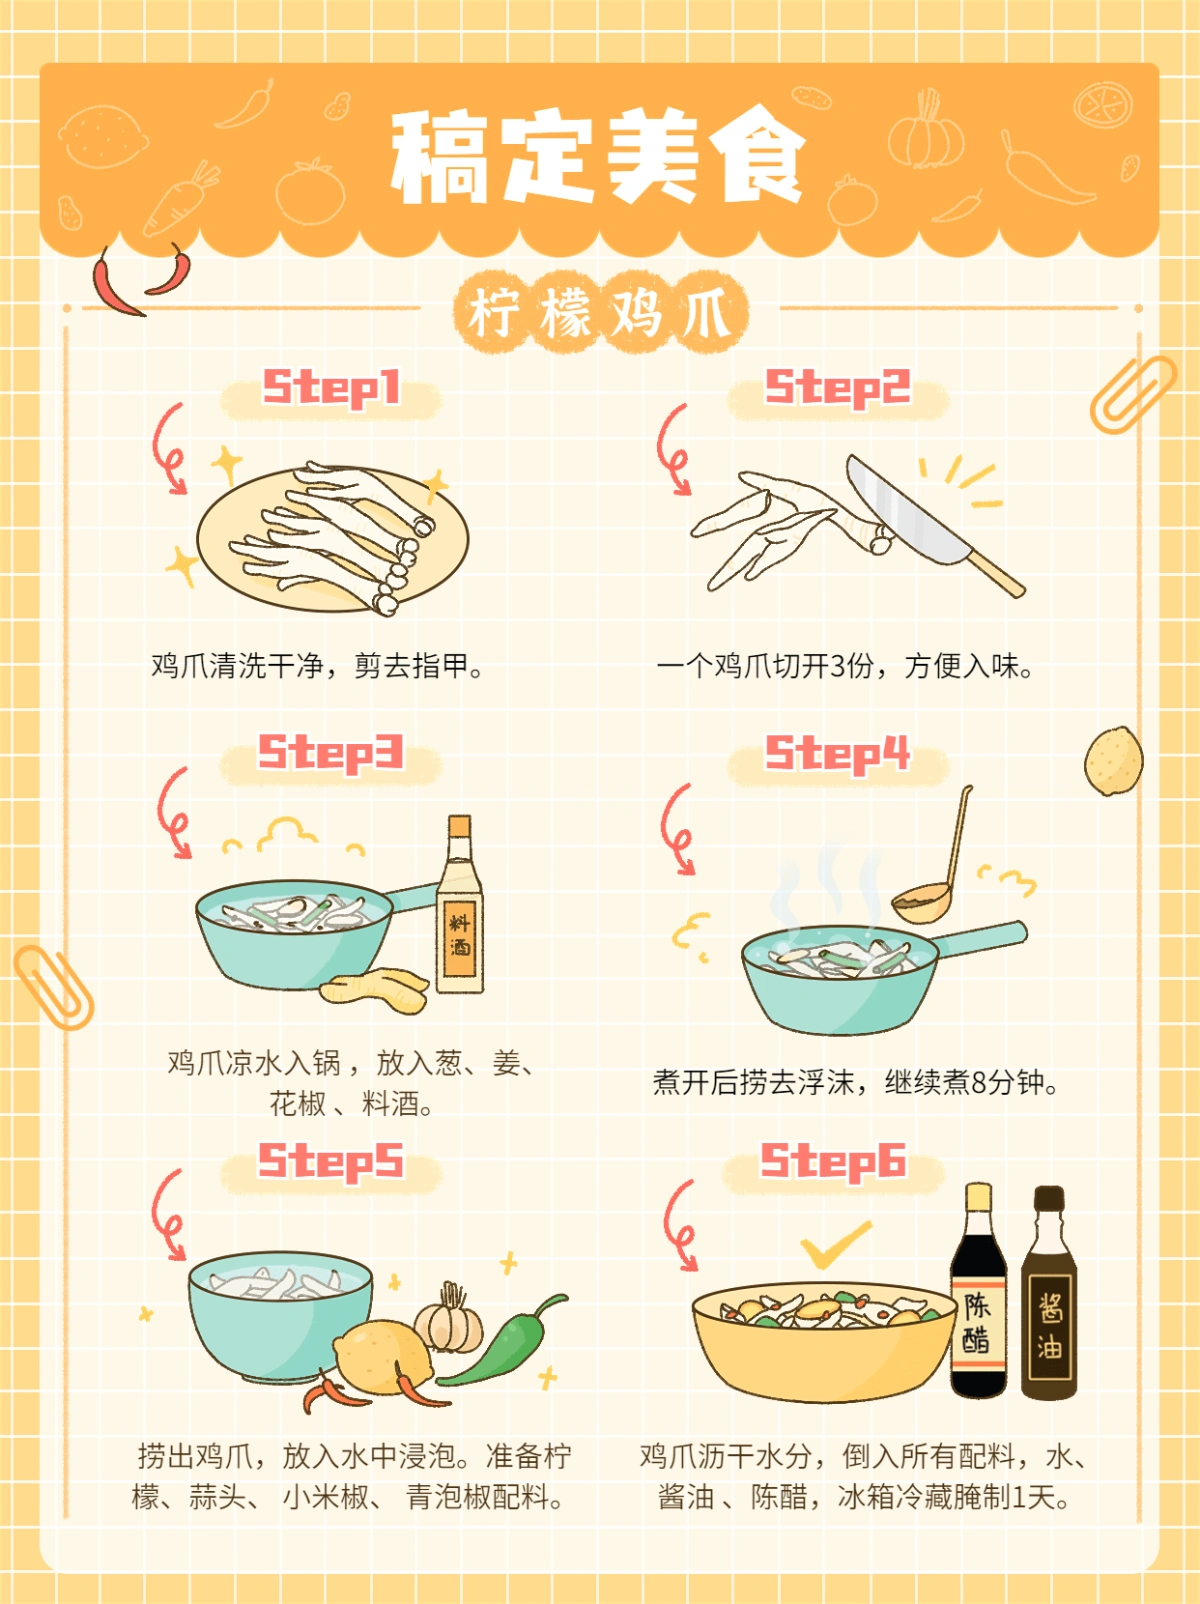 稿定美食
柠檬鸡爪
Step1
Step2
鸡爪清洗干净，剪去指甲。
一个鸡爪切开3份，方便入味。
Step3
Step4
料酒
鸡爪凉水入锅，放入葱、姜、
花椒、料酒。
煮开后捞去浮沫，继续煮8分钟。
Step5
Step6
陈醋
酱油
捞出鸡爪，放入水中浸泡。准备柠
檬、蒜头、小米椒、青泡椒配料。
鸡爪沥干水分，倒入所有配料，水、
酱油、陈醋，冰箱冷藏腌制1天。